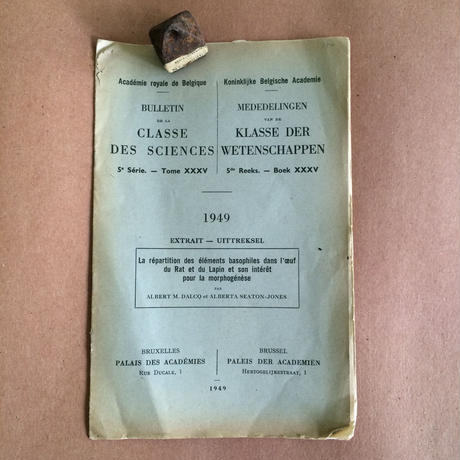 Académie royale de Belgique
BULLETIN
DE LA
CLASSE
DES SCIENCES
5e Série. — Tome XXXV
Koninklijke Belgische Academie
MEDEDELINGEN
VAN DE
KLASSE DER
WETENSCHAPPEN
5de Reeks. — Boek XXXV
1949
EXTRAIT — UITTREKSEL
La répartition des éléments basophiles dans l'œuf
du Rat et du Lapin et son intérêt
pour la morphogénèse
PAR
ALBERT M. DALCQ et ALBERTA SEATON-JONES
BRUXELLES
PALAIS DES ACADÉMIES
RUE DUCALE, 1
BRUSSEL
PALEIS DER ACADEMIEN
HERTOGELIJKESTRAAT, 1
1949